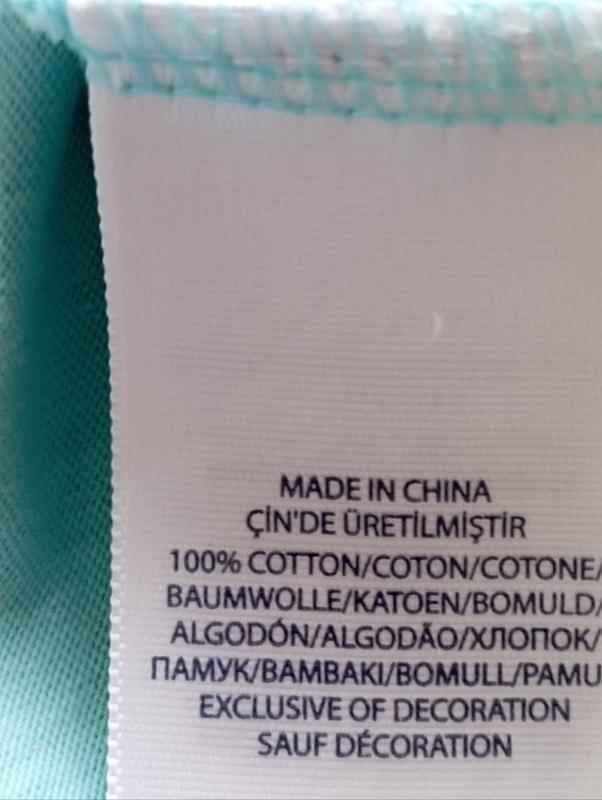 MADE IN CHINA
ÇİN'DE ÜRETİLMİŞTİR
100% COTTON/COTON/COTONE/
BAUMWOLLE/KATOEN/BOMULD/
ALGODÓN/ALGODÃO/ХЛОПОК/
ПАМУК/BAMBAKI/BOMULL/PAMU
EXCLUSIVE OF DECORATION
SAUF DÉCORATION